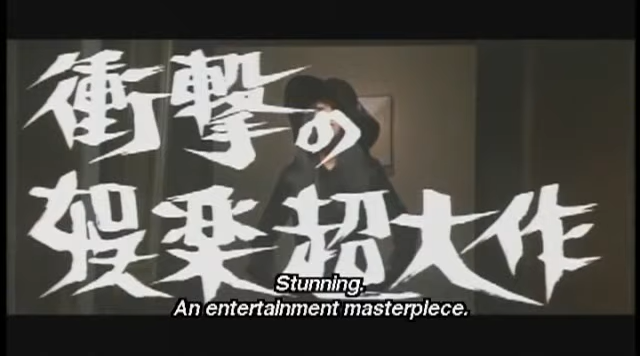 衝撃の
娯楽超大作
Stunning.
An entertainment masterpiece.